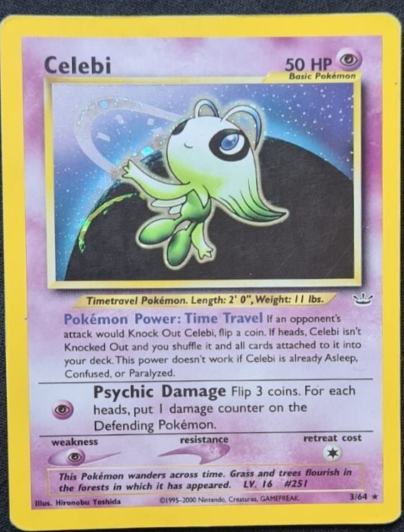 Celebi
50 HP
Basic Pokémon
Timetravel Pokémon. Length: 2' 0", Weight: 11 lbs.
Pokémon Power: Time Travel If an opponent's
attack would Knock Out Celebi, flip a coin. If heads, Celebi isn't
Knocked Out and you shuffle it and all cards attached to it into
your deck. This power doesn't work if Celebi is already Asleep,
Confused, or Paralyzed.
Psychic Damage Flip 3 coins. For each
heads, put 1 damage counter on the
Defending Pokémon.
weakness resistance retreat cost
This Pokémon wanders across time. Grass and trees flourish in
the forests in which it has appeared. LV. 16 #251
Illus. Hironobu Yoshida ©1995-2000 Nintendo, Creatures, GAMEFREAK. 3/64 ★